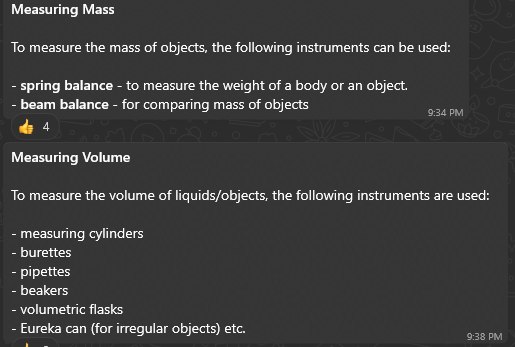 Measuring Mass
To measure the mass of objects, the following instruments can be used:
- spring balance - to measure the weight of a body or an object.
- beam balance - for comparing mass of objects
9:34 PM
👍 4
Measuring Volume
To measure the volume of liquids/objects, the following instruments are used:
- measuring cylinders
- burettes
- pipettes
- beakers
- volumetric flasks
- Eureka can (for irregular objects) etc.
9:38 PM